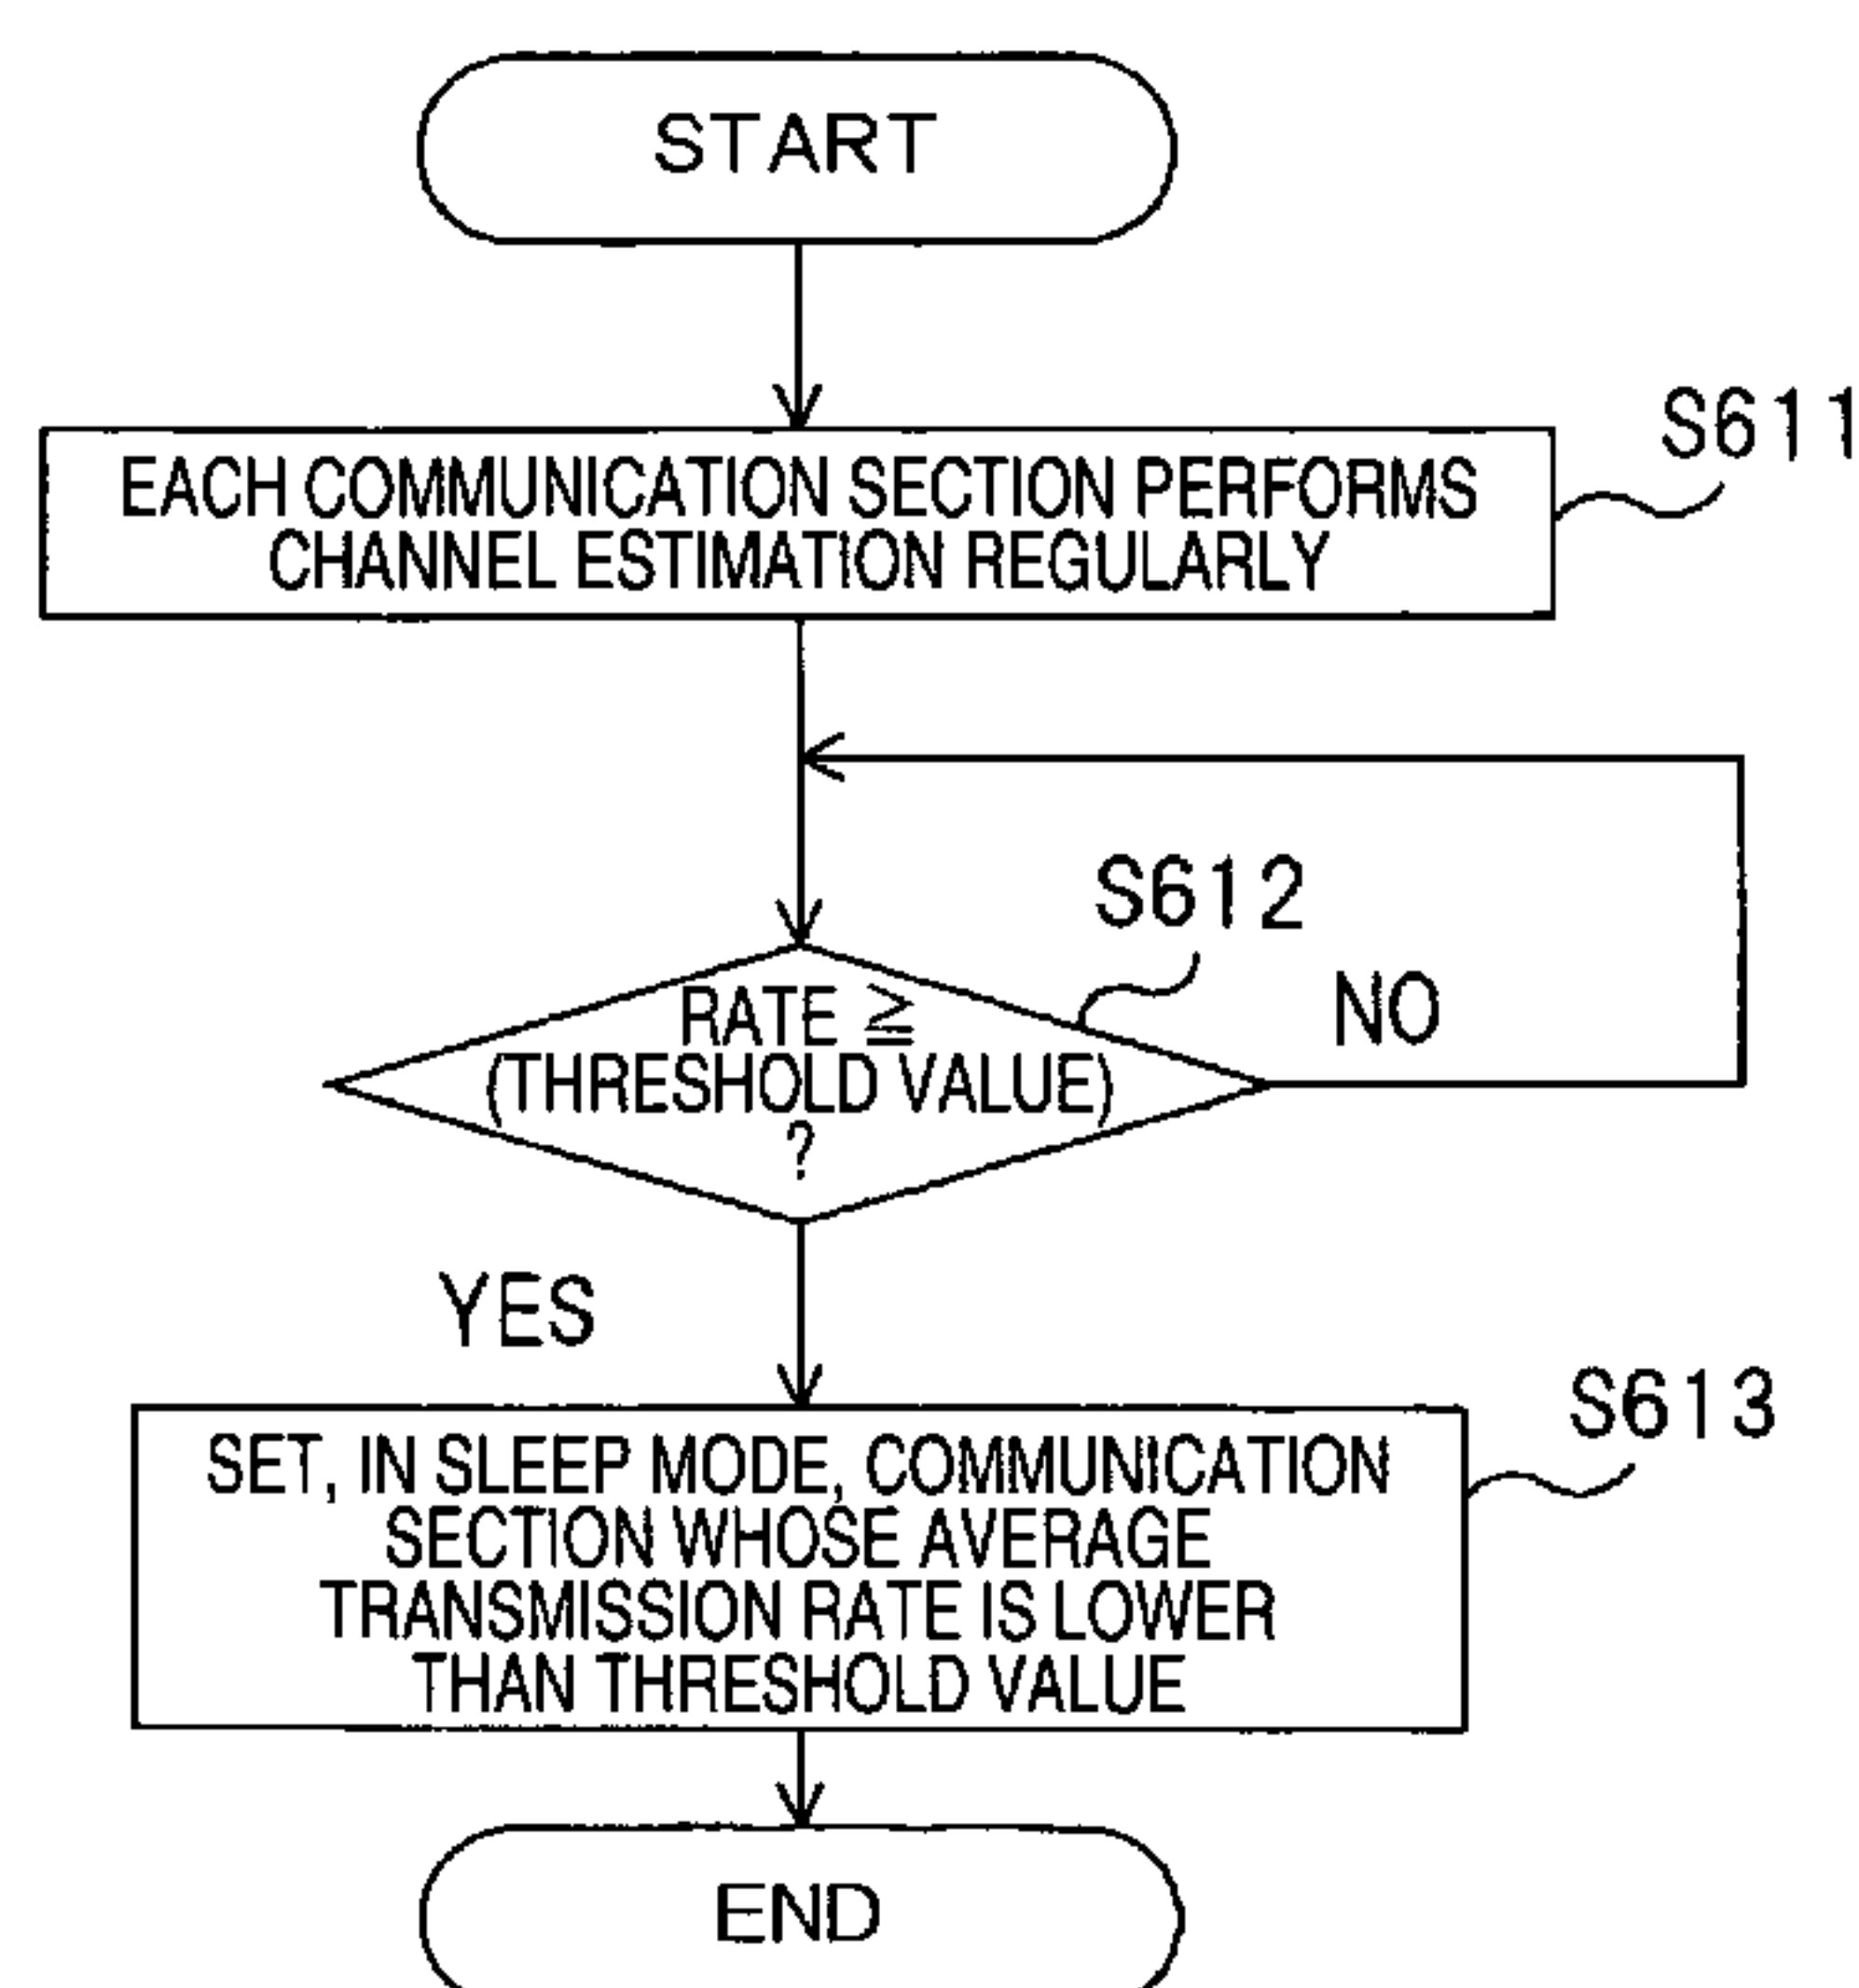 START
S611
EACH COMMUNICATION SECTION PERFORMS
CHANNEL ESTIMATION REGULARLY
S612
NO
RATE ≧
(THRESHOLD VALUE)
?
YES
S613
SET, IN SLEEP MODE, COMMUNICATION
SECTION WHOSE AVERAGE
TRANSMISSION RATE IS LOWER
THAN THRESHOLD VALUE
END